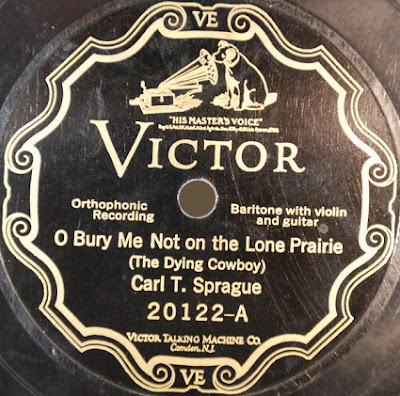 VE
"HIS MASTER'S VOICE"
VICTOR
Orthophonic
Recording
Baritone with violin
and guitar
O Bury Me Not on the Lone Prairie
(The Dying Cowboy)
Carl T. Sprague
20122-A
VICTOR TALKING MACHINE CO.
Camden, N.J.
VE